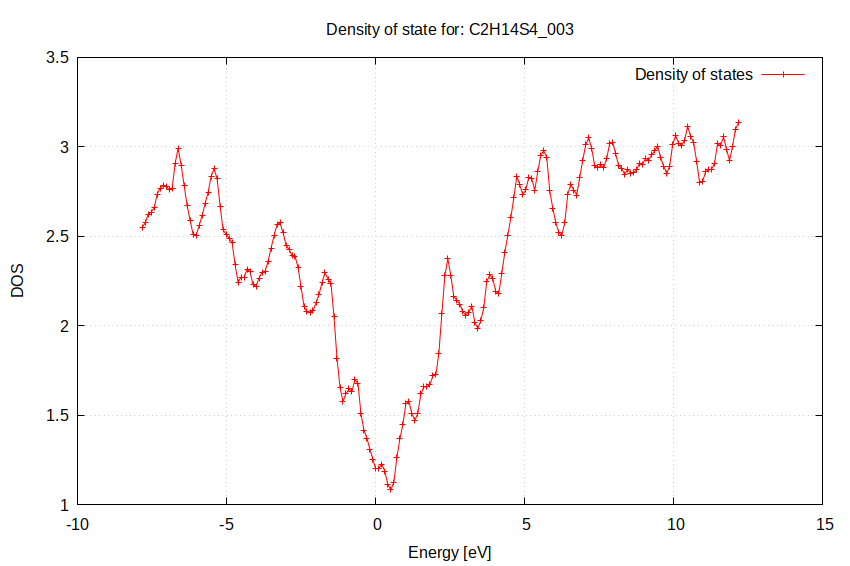 Density of state for: C2H14S4_003
Density of states
3.5
3
2.5
2
1.5
1
DOS
-10 -5 0 5 10 15
Energy [eV]